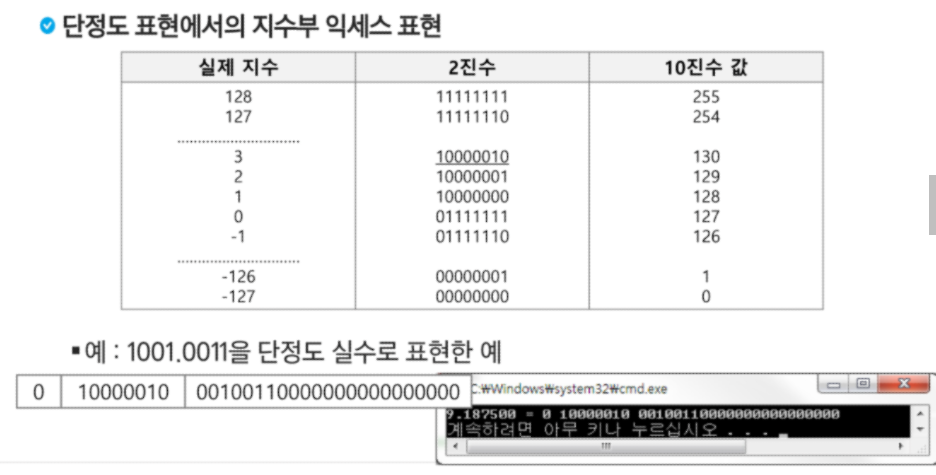 단정도 표현에서의 지수부 익세스 표현
실제 지수 2진수 10진수 값
128 11111111 255
127 11111110 254
..............................
3 10000010 130
2 10000001 129
1 10000000 128
0 01111111 127
-1 01111110 126
..............................
-126 00000001 1
-127 00000000 0
▪ 예 : 1001.0011을 단정도 실수로 표현한 예
0 10000010 00100110000000000000000
C:₩Windows₩system32₩cmd.exe
9.187500 = 0 10000010 00100110000000000000000
계속하려면 아무 키나 누르십시오 . . .